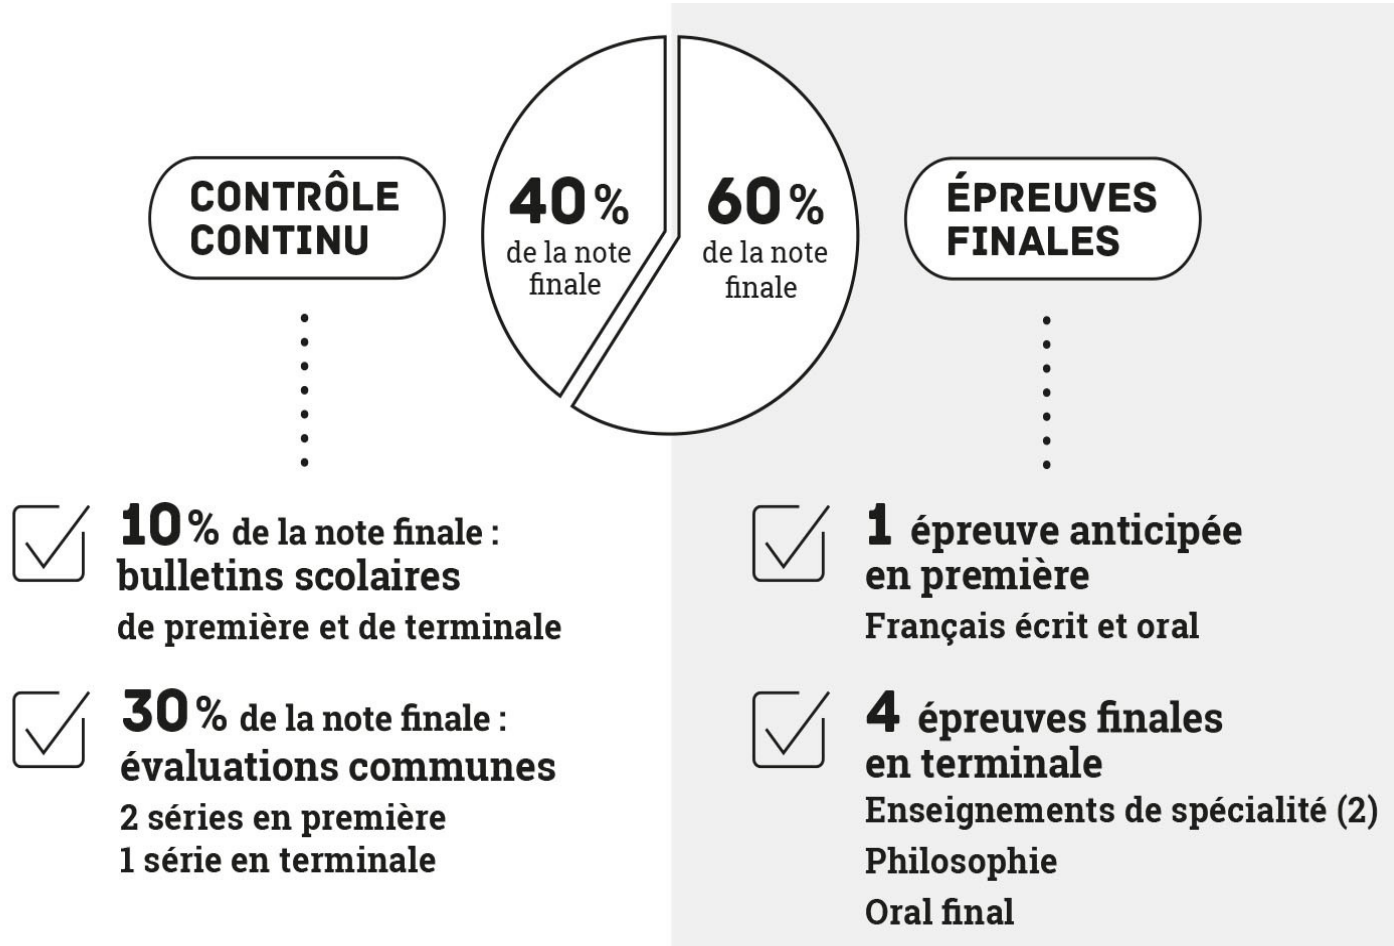 CONTRÔLE
CONTINU
40%
de la note
finale
60%
de la note
finale
ÉPREUVES
FINALES
10% de la note finale :
bulletins scolaires
de première et de terminale
30% de la note finale :
évaluations communes
2 séries en première
1 série en terminale
1 épreuve anticipée
en première
Français écrit et oral
4 épreuves finales
en terminale
Enseignements de spécialité (2)
Philosophie
Oral final